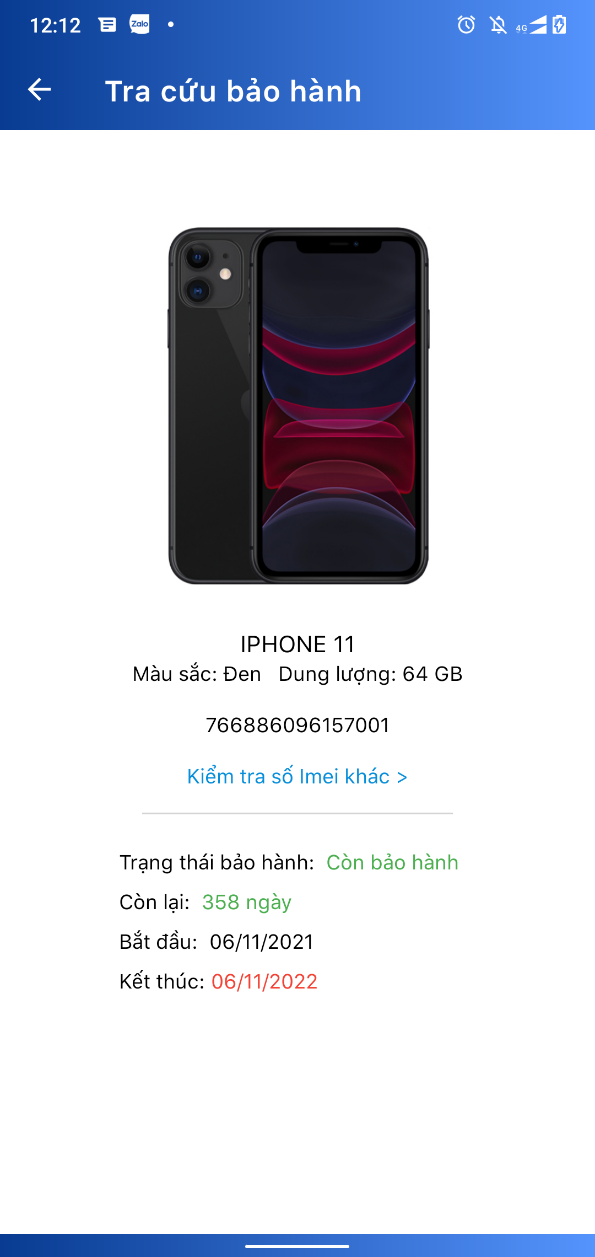 12:12 Zalo 4G
Tra cứu bảo hành
IPHONE 11
Màu sắc: Đen Dung lượng: 64 GB
766886096157001
Kiểm tra số Imei khác >
Trạng thái bảo hành: Còn bảo hành
Còn lại: 358 ngày
Bắt đầu: 06/11/2021
Kết thúc: 06/11/2022